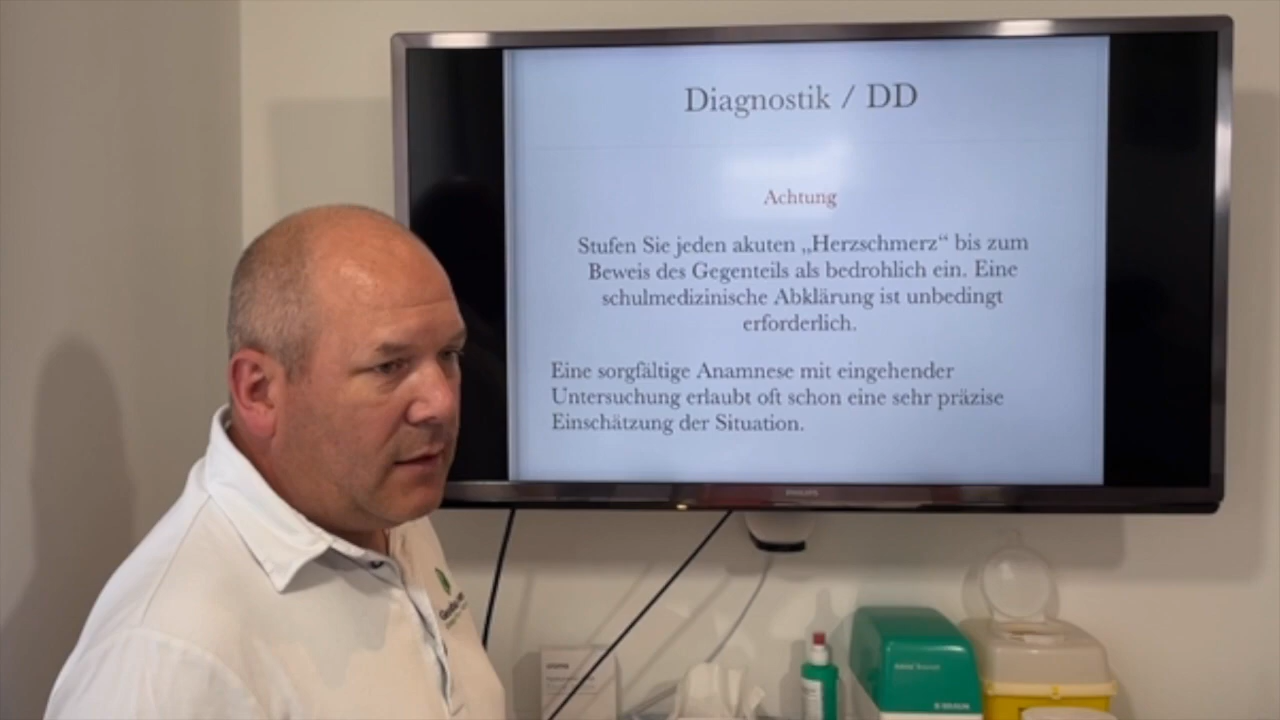 Diagnostik / DD
Achtung
Stufen Sie jeden akuten „Herzschmerz“ bis zum
Beweis des Gegenteils als bedrohlich ein. Eine
schulmedizinische Abklärung ist unbedingt
erforderlich.
Eine sorgfältige Anamnese mit eingehender
Untersuchung erlaubt oft schon eine sehr präzise
Einschätzung der Situation.
PHILIPS
B BRAUN